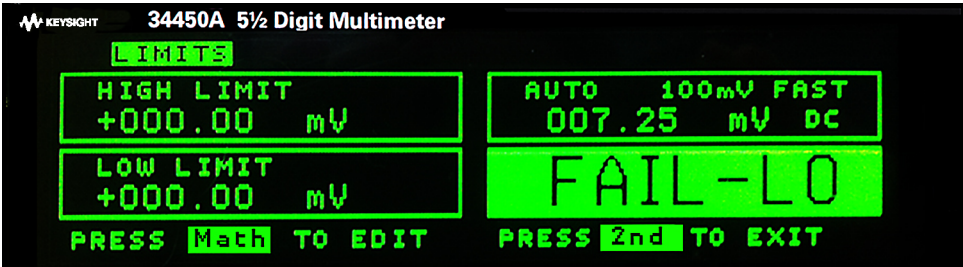 KEYSIGHT 34450A 5½ Digit Multimeter
LIMITS
HIGH LIMIT
+000.00 mV
LOW LIMIT
+000.00 mV
PRESS Math TO EDIT
AUTO 100mV FAST
007.25 mV DC
FAIL-LO
PRESS 2nd TO EXIT